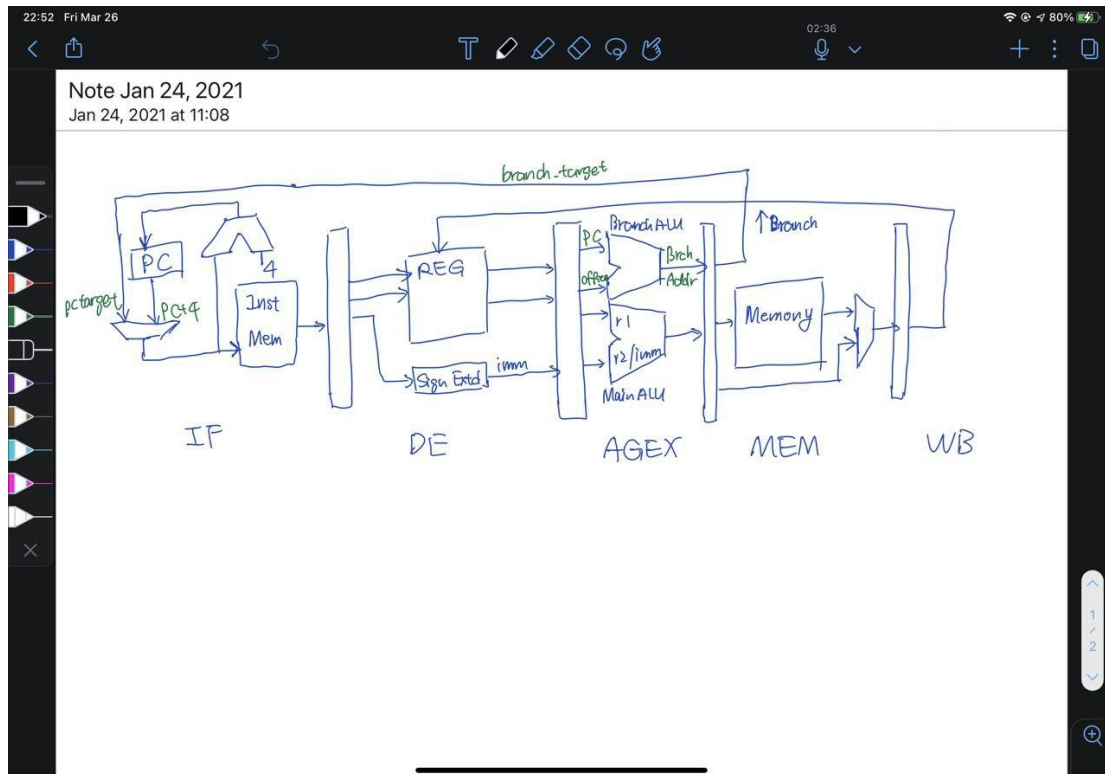 22:52 Fri Mar 26
80%
02:36
T
Note Jan 24, 2021
Jan 24, 2021 at 11:08
branch_target
PC
4
pctarget
PC+4
Inst
Mem
REG
Sign Extd.
imm
PC
offset
Branch ALU
Brch
Addr
r1
r2/imm
Main ALU
↑Branch
Memory
IF
DE
AGEX
MEM
WB
1
/
2